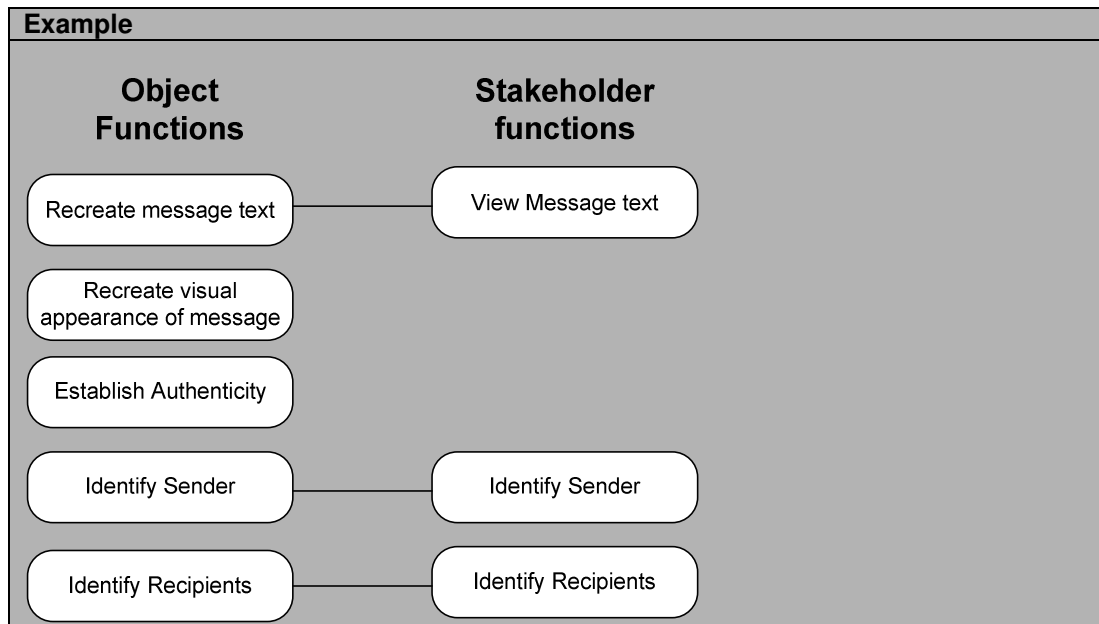 Example
Object
Functions
Stakeholder
functions
Recreate message text
View Message text
Recreate visual
appearance of message
Establish Authenticity
Identify Sender
Identify Sender
Identify Recipients
Identify Recipients